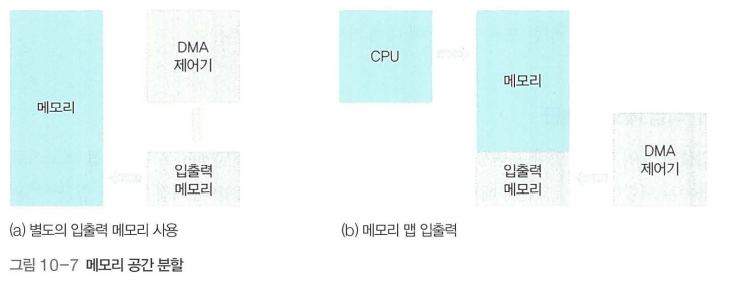 메모리
DMA
제어기
입출력
메모리
CPU
메모리
입출력
메모리
DMA
제어기
(a) 별도의 입출력 메모리 사용
(b) 메모리 맵 입출력
그림 10-7 메모리 공간 분할